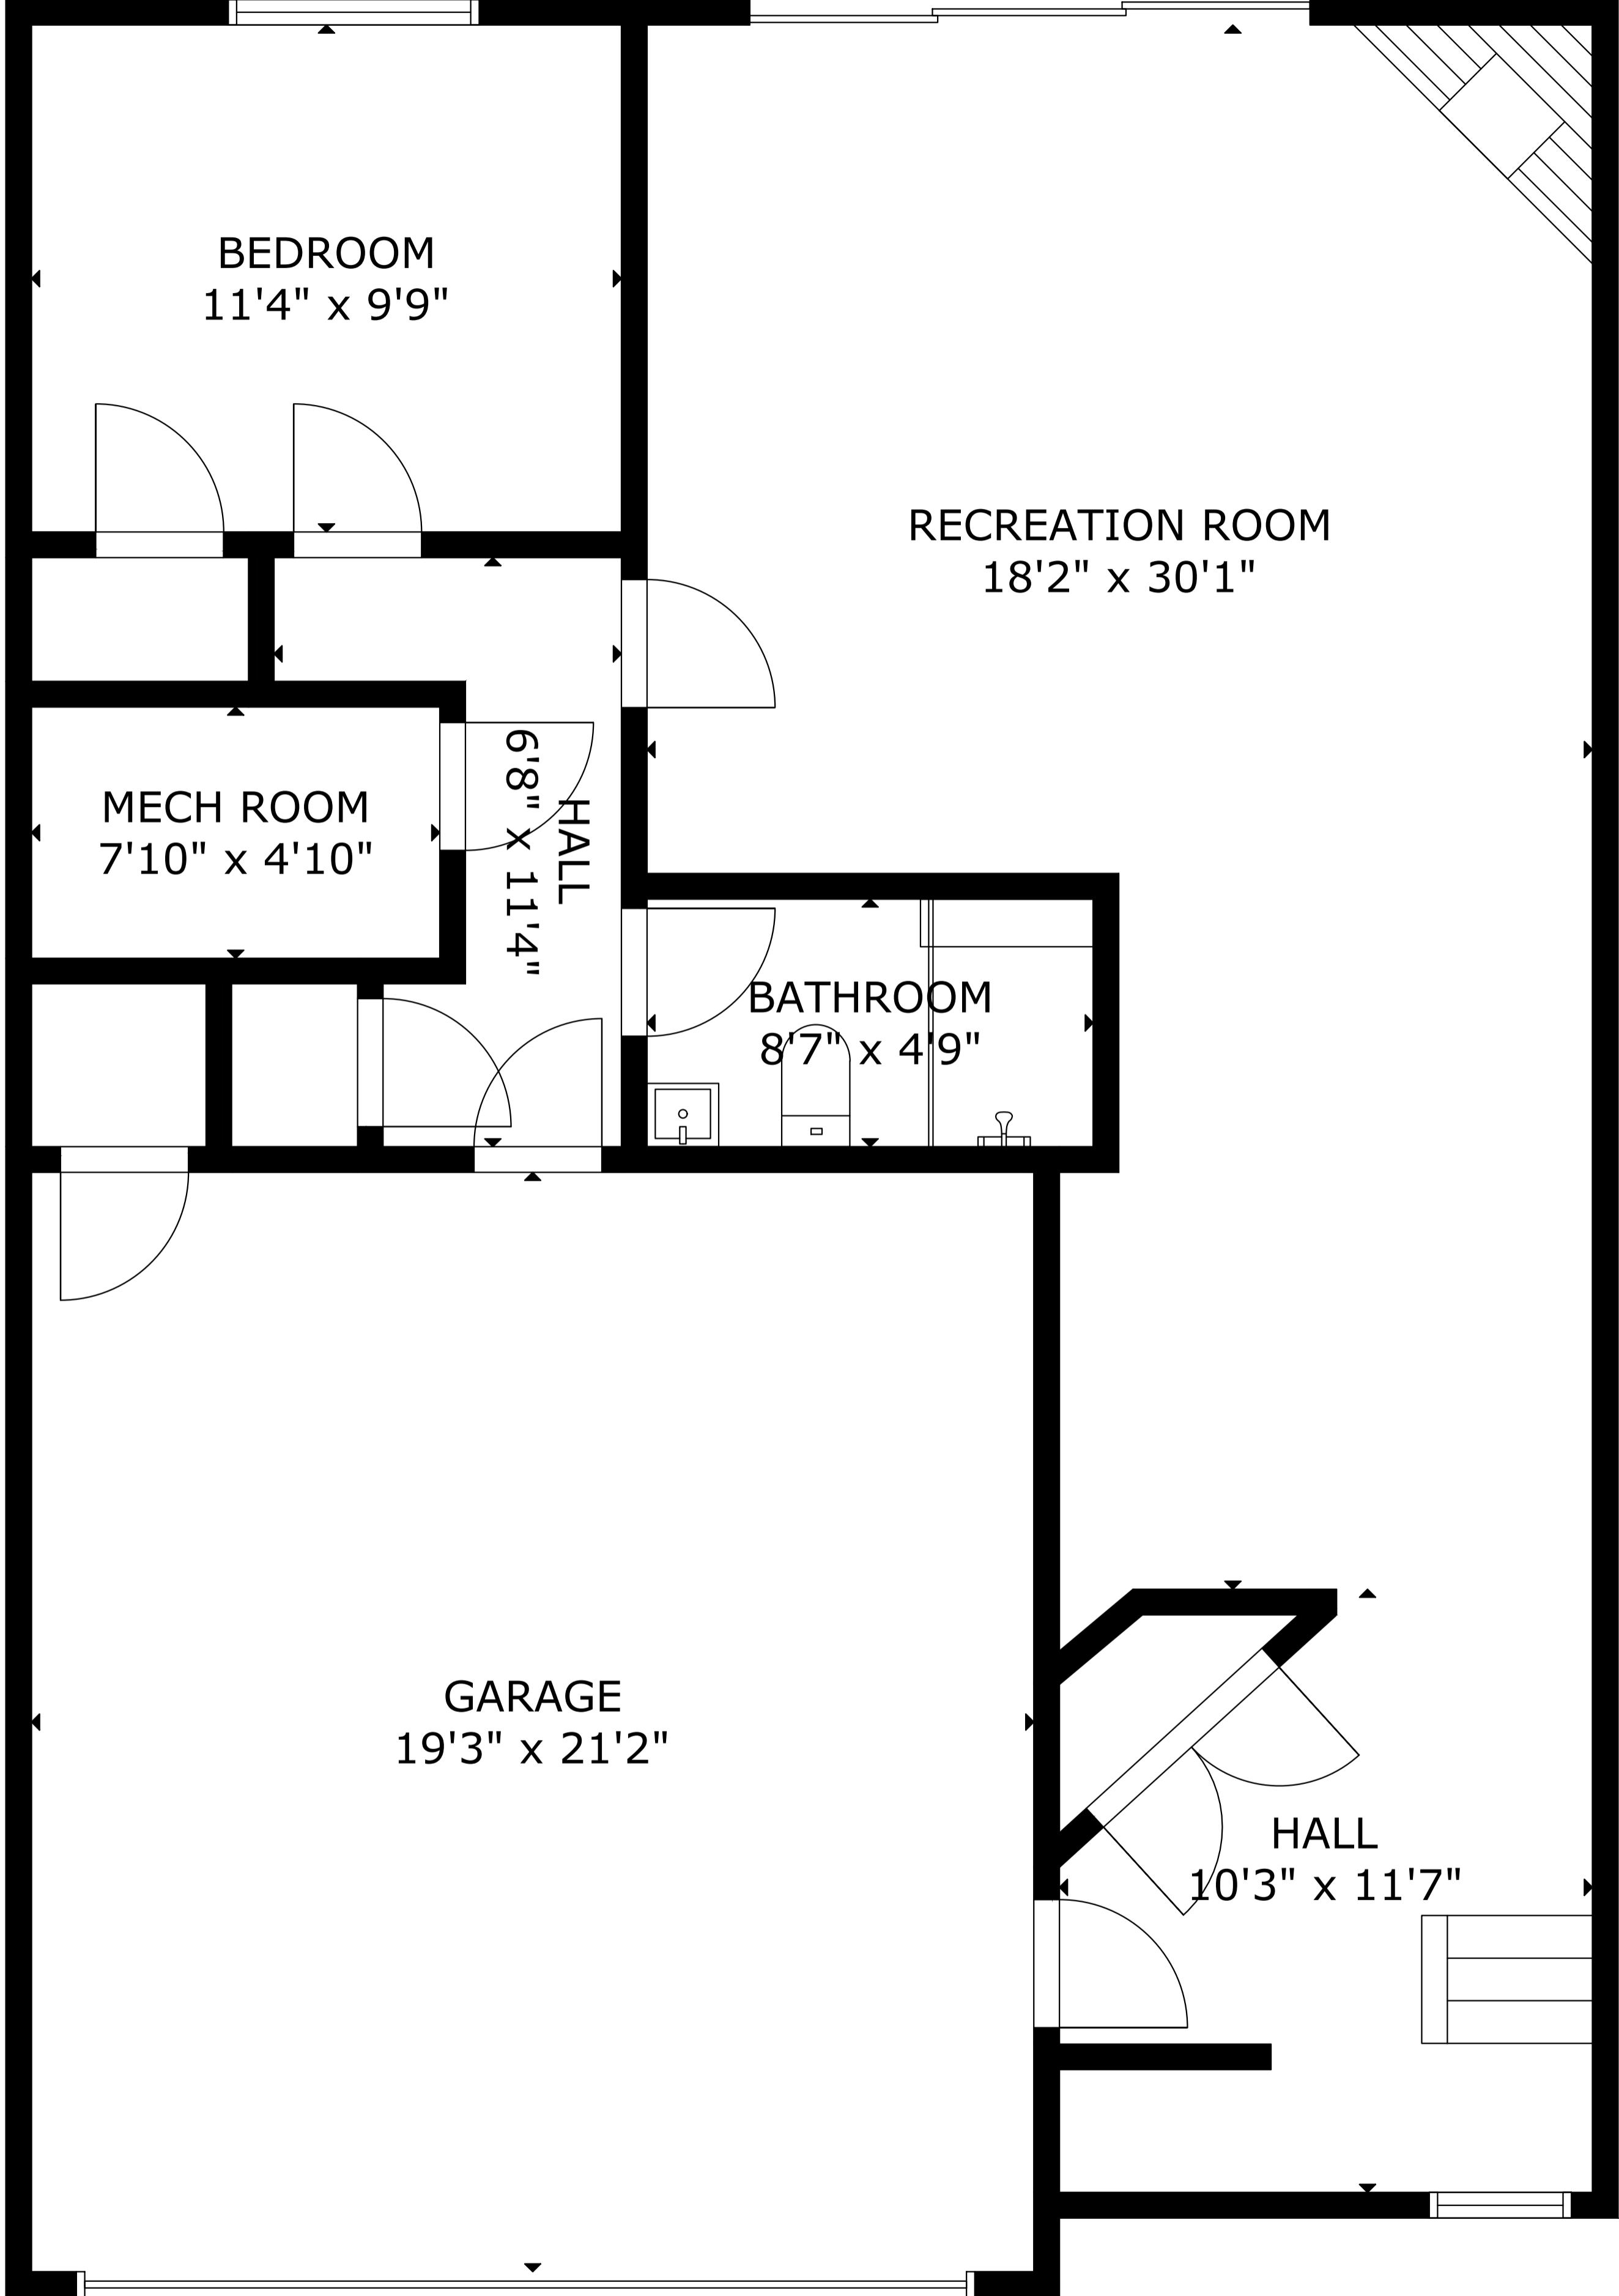 BEDROOM
11'4" x 9'9"
RECREATION ROOM
18'2" x 30'1"
MECH ROOM
7'10" x 4'10"
HALL
6'8" x 11'4"
BATHROOM
8'7" x 4'9"
GARAGE
19'3" x 21'2"
HALL
10'3" x 11'7"